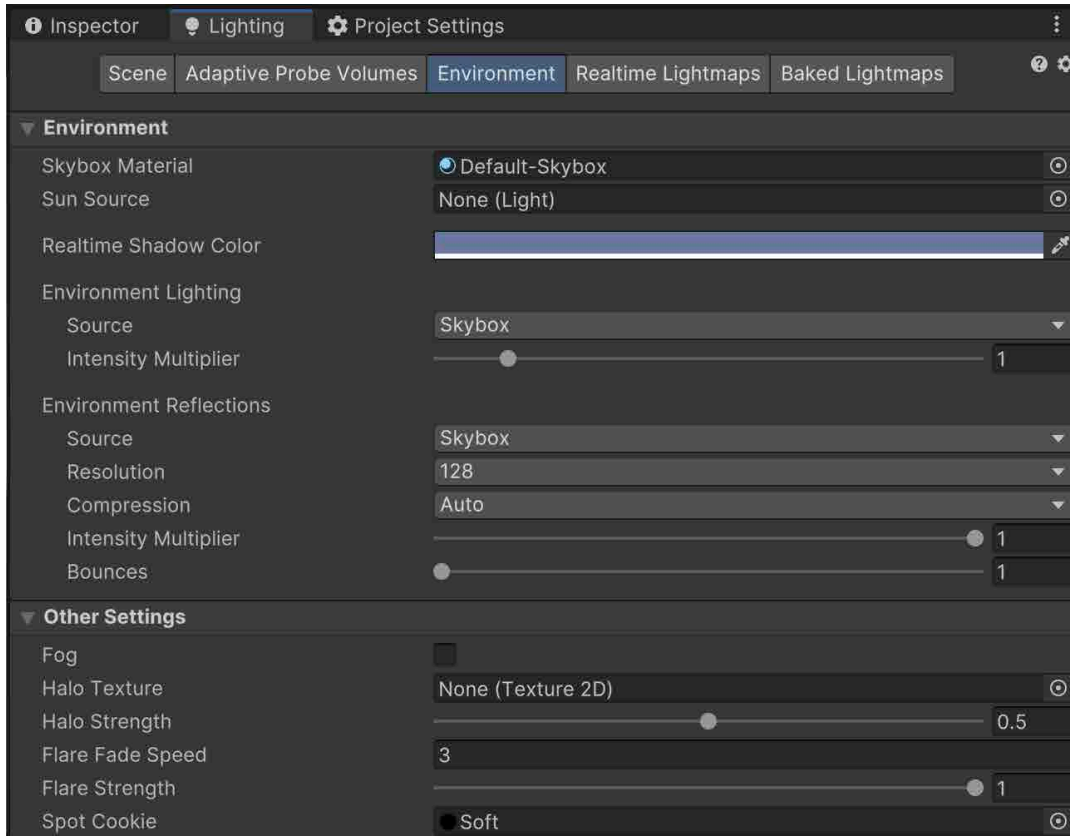 Inspector Lighting Project Settings
Scene Adaptive Probe Volumes Environment Realtime Lightmaps Baked Lightmaps
Environment
Skybox Material Default-Skybox
Sun Source None (Light)
Realtime Shadow Color
Environment Lighting
Source Skybox
Intensity Multiplier 1
Environment Reflections
Source Skybox
Resolution 128
Compression Auto
Intensity Multiplier 1
Bounces 1
Other Settings
Fog
Halo Texture None (Texture 2D)
Halo Strength 0.5
Flare Fade Speed 3
Flare Strength 1
Spot Cookie Soft